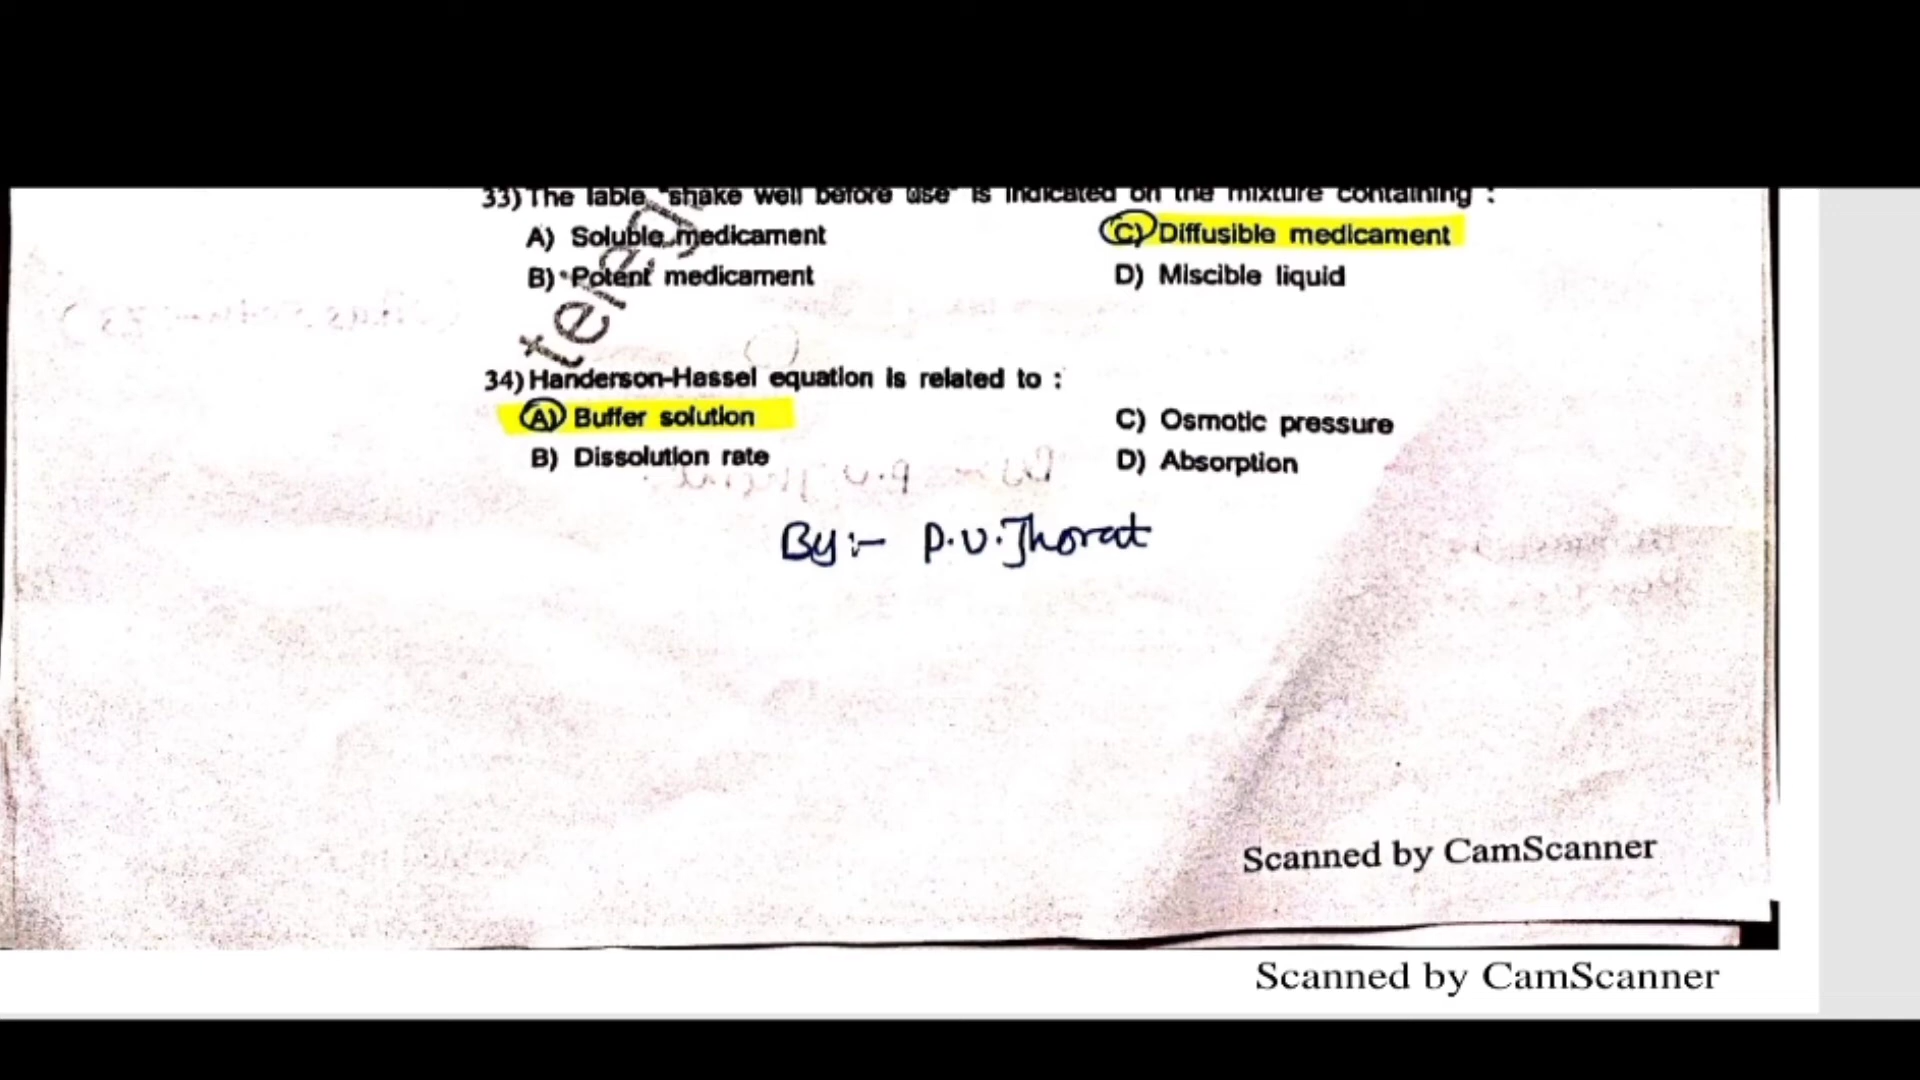 33) The lable "shake well before use" is indicated on the mixture containing :
A) Soluble medicament
C) Diffusible medicament
B) Potent medicament
D) Miscible liquid
34) Handerson-Hassel equation is related to :
A) Buffer solution
C) Osmotic pressure
B) Dissolution rate
D) Absorption
By :- P.V. Thorat
Scanned by CamScanner
Scanned by CamScanner